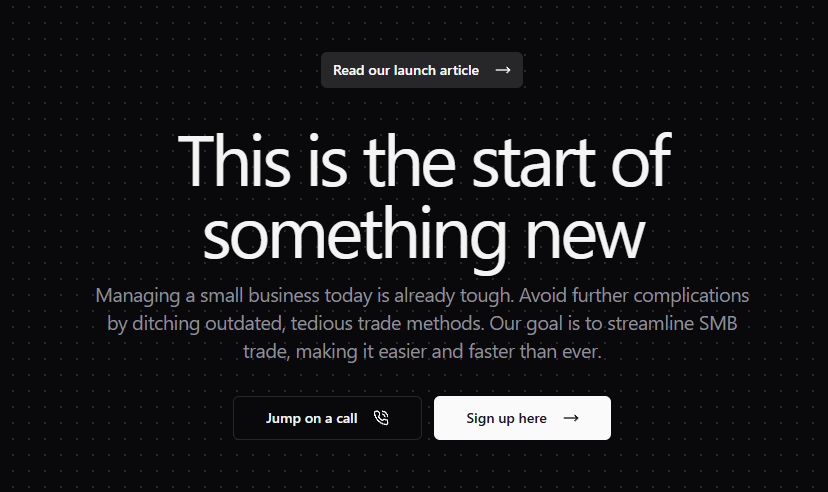 Read our launch article
This is the start of
something new
Managing a small business today is already tough. Avoid further complications
by ditching outdated, tedious trade methods. Our goal is to streamline SMB
trade, making it easier and faster than ever.
Jump on a call
Sign up here